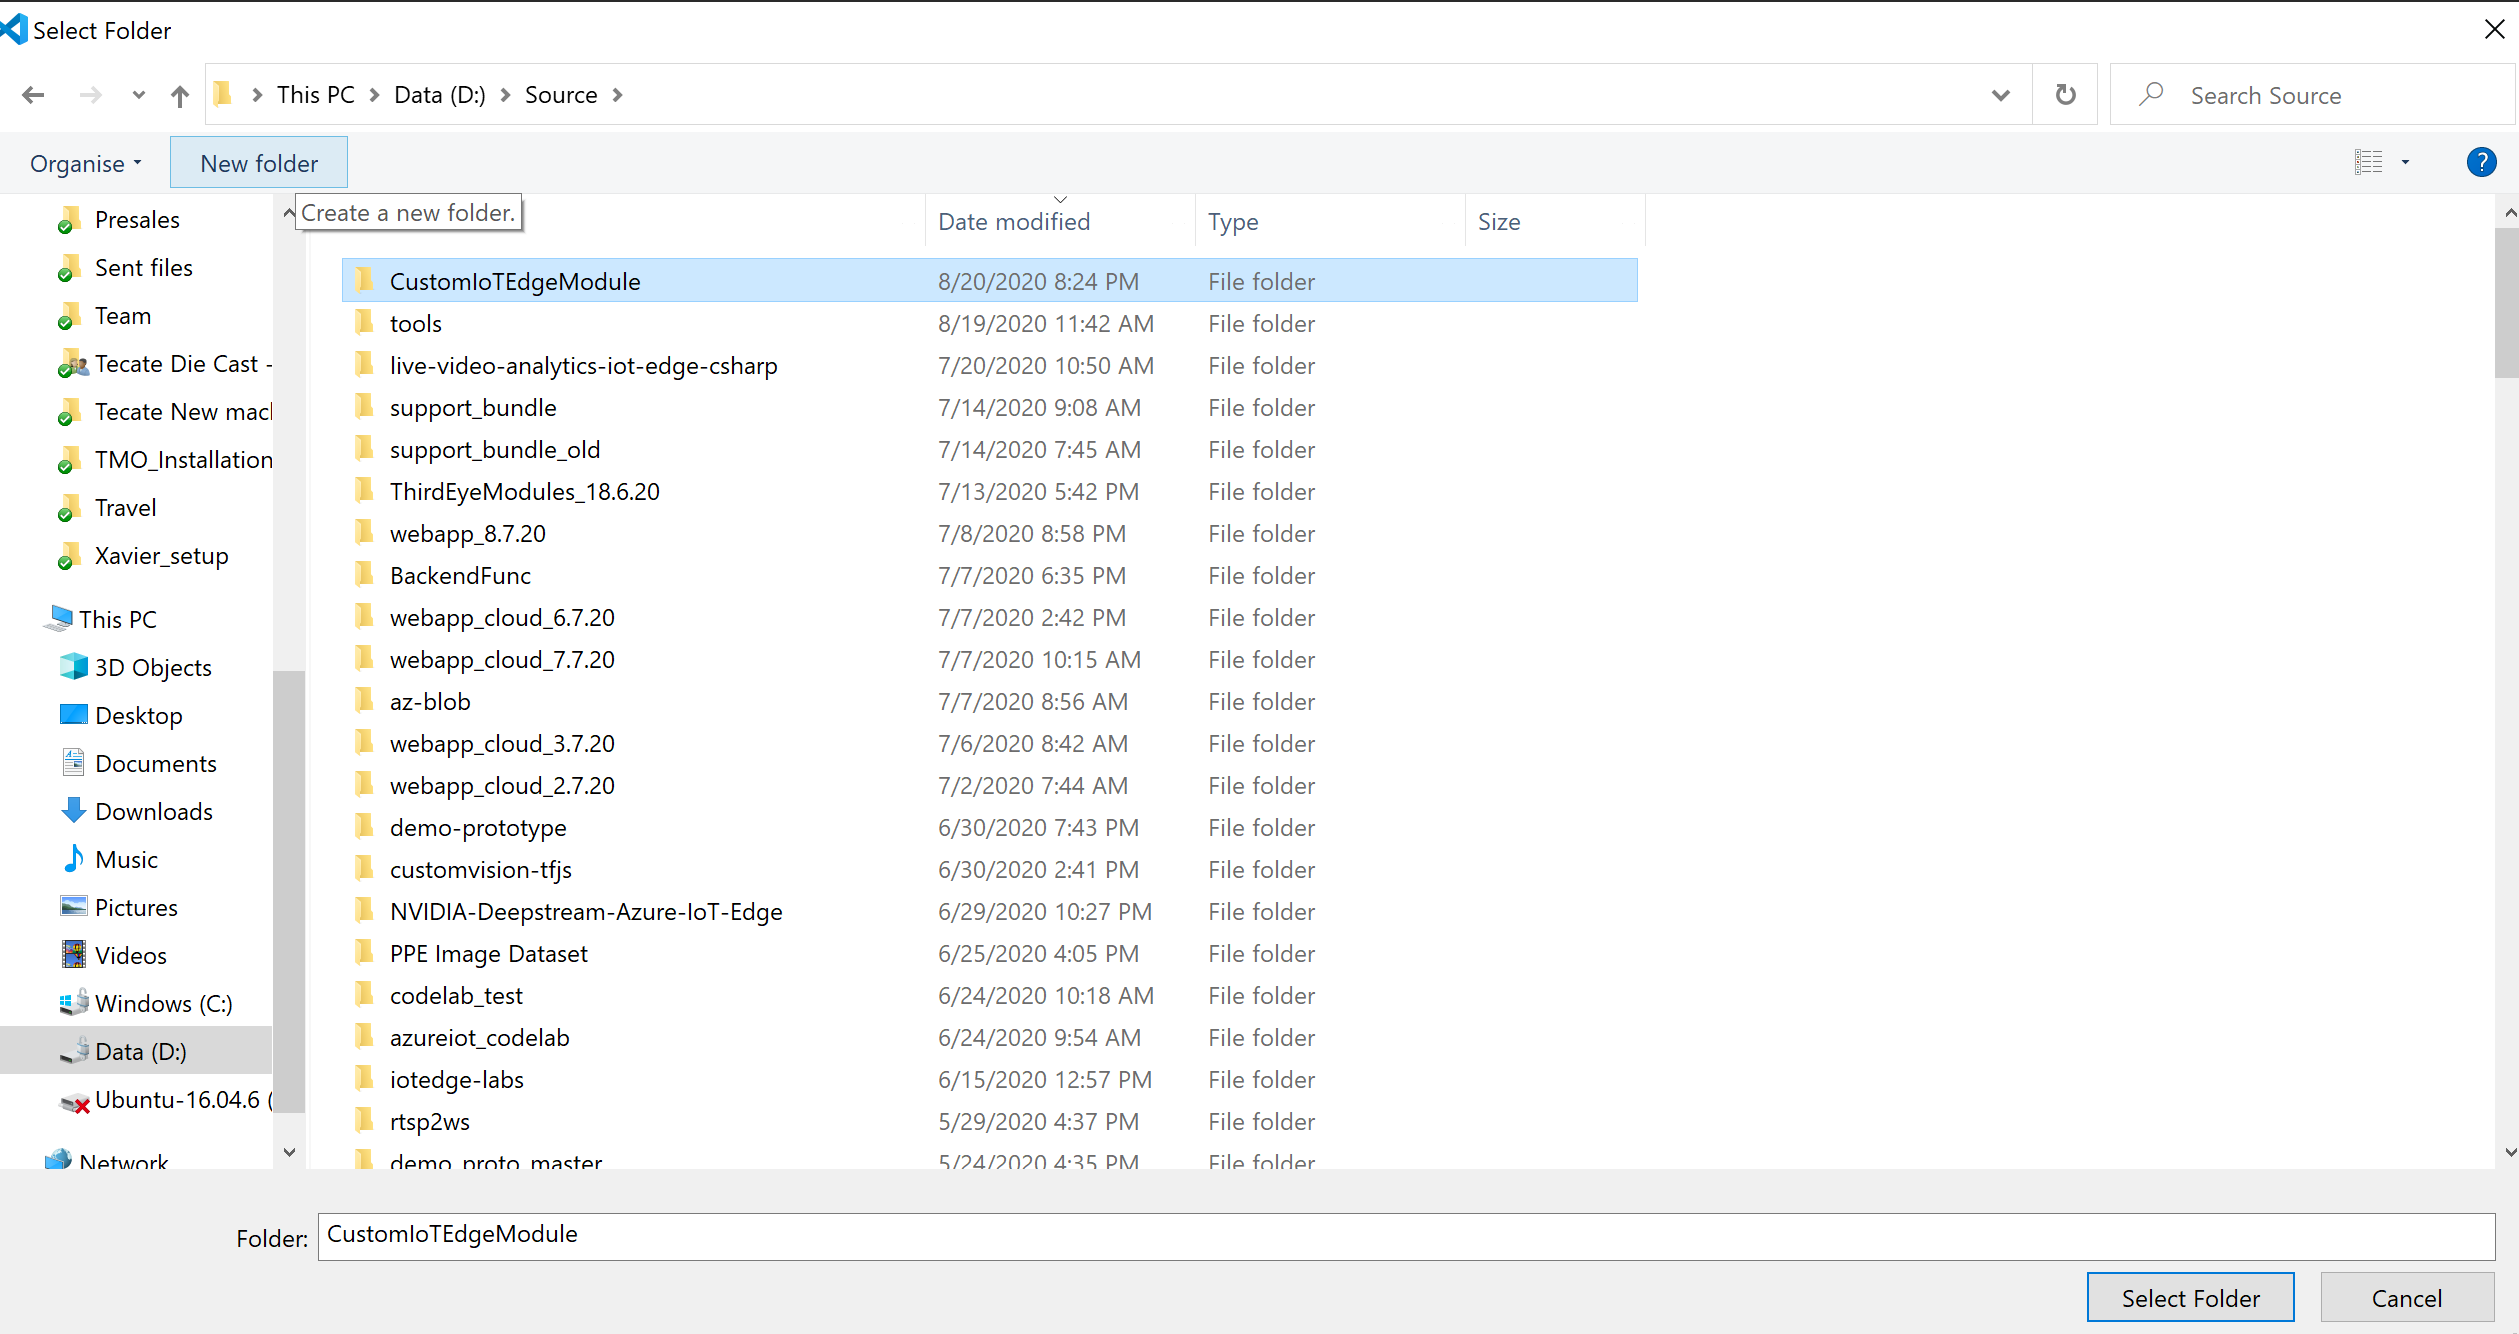 Select Folder
This PC > Data (D:) > Source >
Search Source
Organise
New folder
?
Create a new folder.
Date modified
Type
Size
Presales
Sent files
Team
Tecate Die Cast -
Tecate New mac
TMO_Installation
Travel
Xavier_setup
This PC
3D Objects
Desktop
Documents
Downloads
Music
Pictures
Videos
Windows (C:)
Data (D:)
Ubuntu-16.04.6 (
Network
CustomIoTEdgeModule 8/20/2020 8:24 PM File folder
tools 8/19/2020 11:42 AM File folder
live-video-analytics-iot-edge-csharp 7/20/2020 10:50 AM File folder
support_bundle 7/14/2020 9:08 AM File folder
support_bundle_old 7/14/2020 7:45 AM File folder
ThirdEyeModules_18.6.20 7/13/2020 5:42 PM File folder
webapp_8.7.20 7/8/2020 8:58 PM File folder
BackendFunc 7/7/2020 6:35 PM File folder
webapp_cloud_6.7.20 7/7/2020 2:42 PM File folder
webapp_cloud_7.7.20 7/7/2020 10:15 AM File folder
az-blob 7/7/2020 8:56 AM File folder
webapp_cloud_3.7.20 7/6/2020 8:42 AM File folder
webapp_cloud_2.7.20 7/2/2020 7:44 AM File folder
demo-prototype 6/30/2020 7:43 PM File folder
customvision-tfjs 6/30/2020 2:41 PM File folder
NVIDIA-Deepstream-Azure-IoT-Edge 6/29/2020 10:27 PM File folder
PPE Image Dataset 6/25/2020 4:05 PM File folder
codelab_test 6/24/2020 10:18 AM File folder
azureiot_codelab 6/24/2020 9:54 AM File folder
iotedge-labs 6/15/2020 12:57 PM File folder
rtsp2ws 5/29/2020 4:37 PM File folder
demo_proto_master 5/24/2020 4:35 PM File folder
Folder: CustomIoTEdgeModule
Select Folder
Cancel